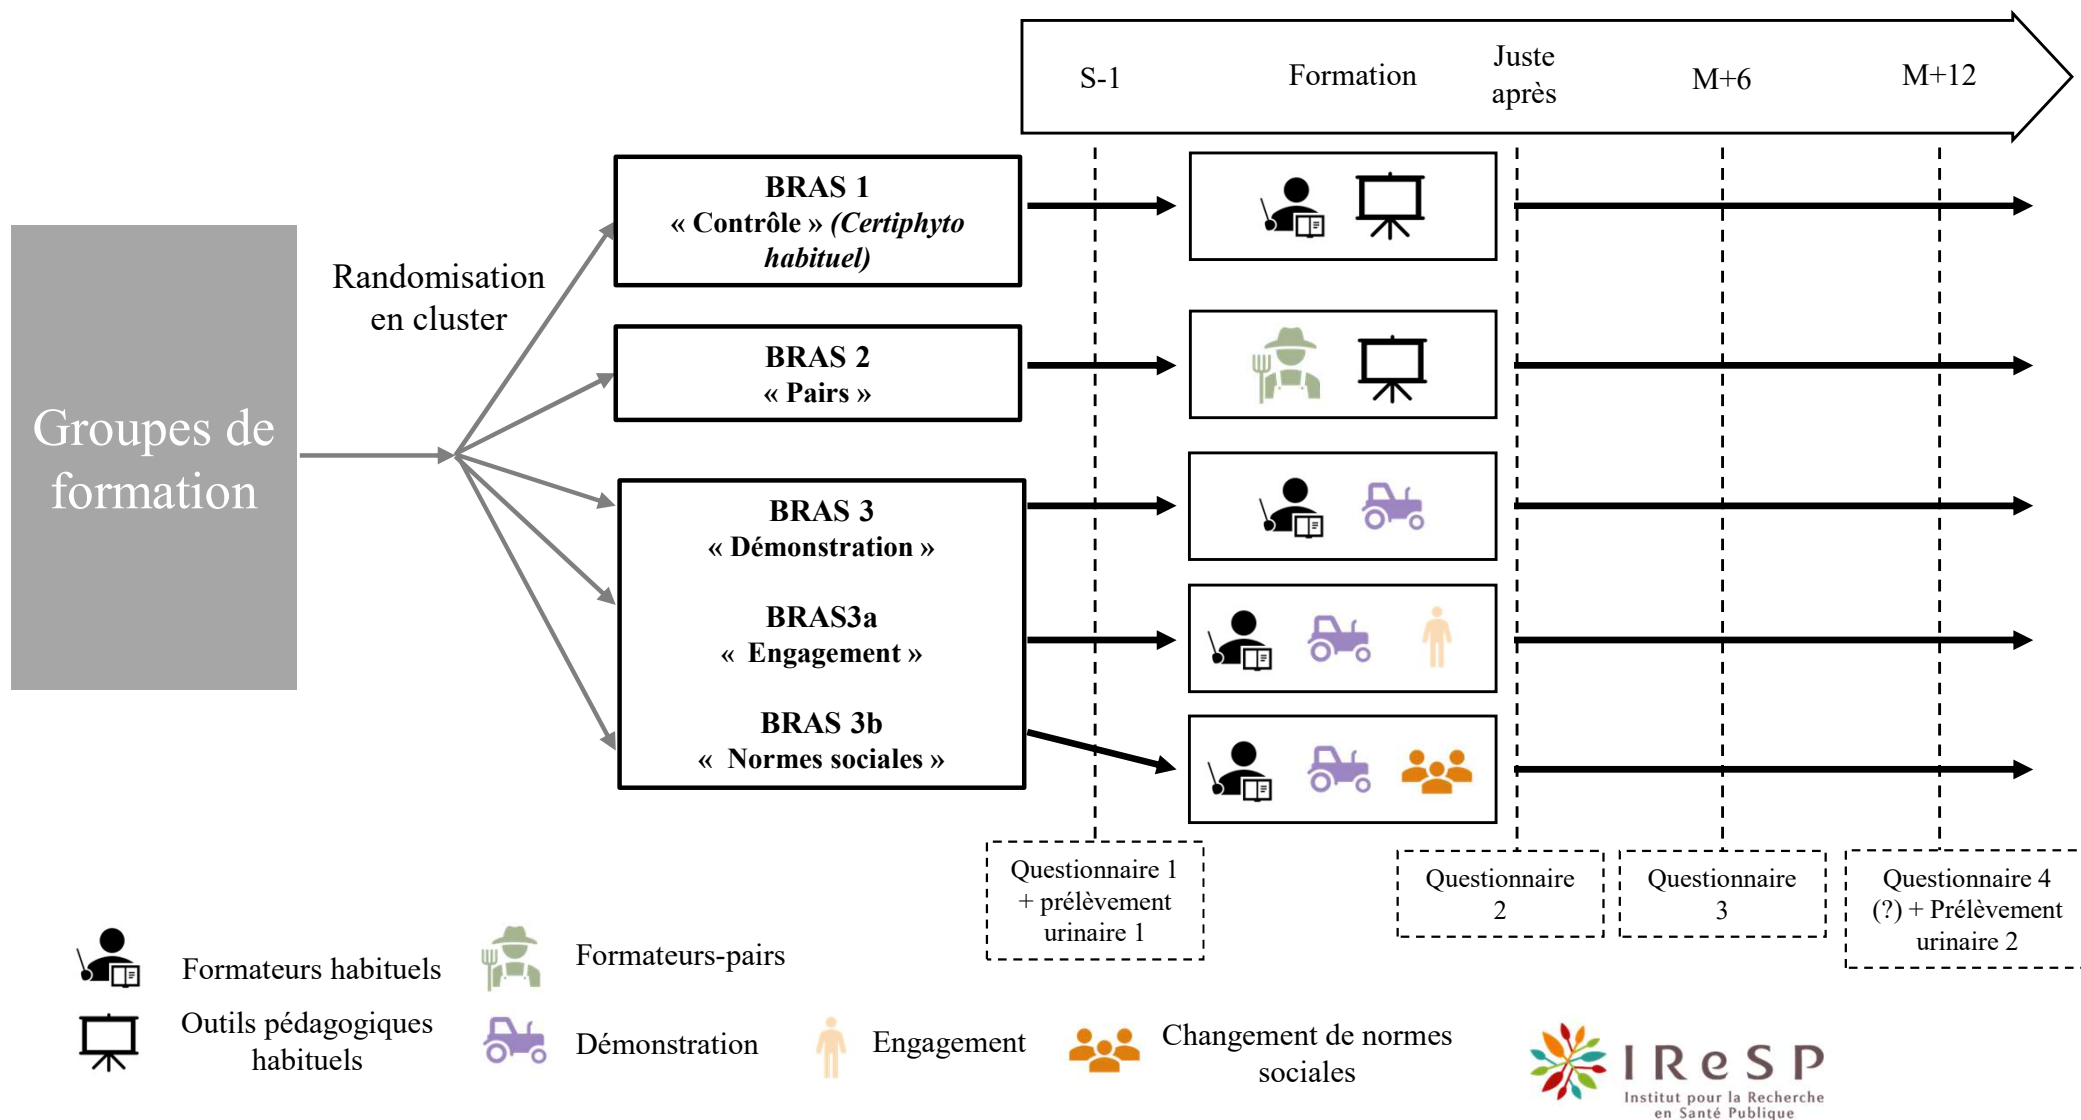 S-1
Formation
Juste
après
M+6
M+12
Groupes de
formation
Randomisation
en cluster
BRAS 1
« Contrôle » (Certiphyto
habituel)
BRAS 2
« Pairs »
BRAS 3
« Démonstration »
BRAS3a
«  Engagement »
BRAS 3b
«  Normes sociales »
Questionnaire 1
+ prélèvement
urinaire 1
Questionnaire
2
Questionnaire
3
Questionnaire 4
(?) + Prélèvement
urinaire 2
Formateurs habituels
Formateurs-pairs
Outils pédagogiques
habituels
Démonstration
Engagement
Changement de normes
sociales
IReSP
Institut pour la Recherche
en Santé Publique